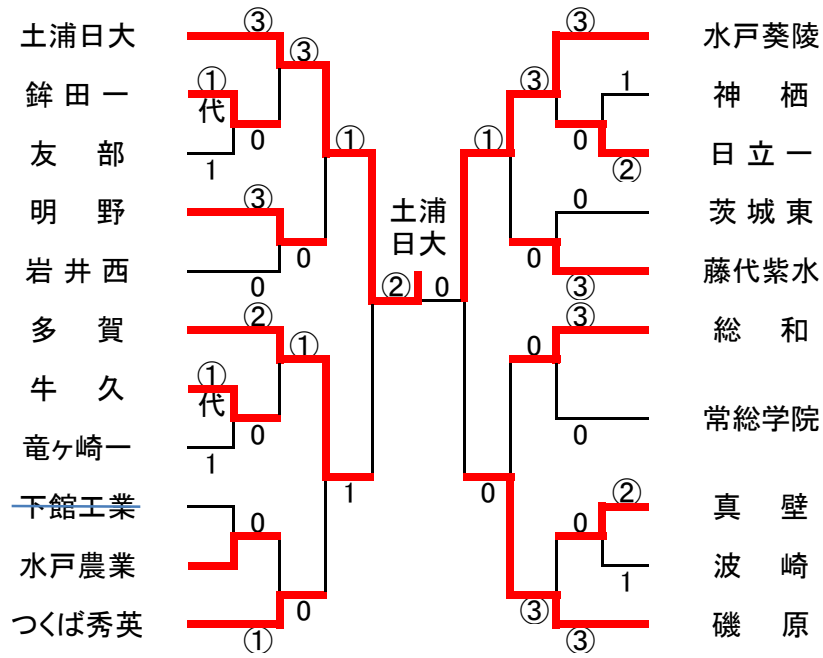 土浦日大
鉾田一
友部
明野
岩井西
多賀
牛久
竜ヶ崎一
下館工業
水戸農業
つくば秀英
③
①
代
1
0
③
③
0
0
①
②
①
代
1
0
①
0
①
0
1
土浦
日大
②
0
①
0
③
0
③
1
②
0
0
③
0
③
0
0
②
1
③
③
水戸葵陵
神栖
日立一
茨城東
藤代紫水
総和
常総学院
真壁
波崎
磯原